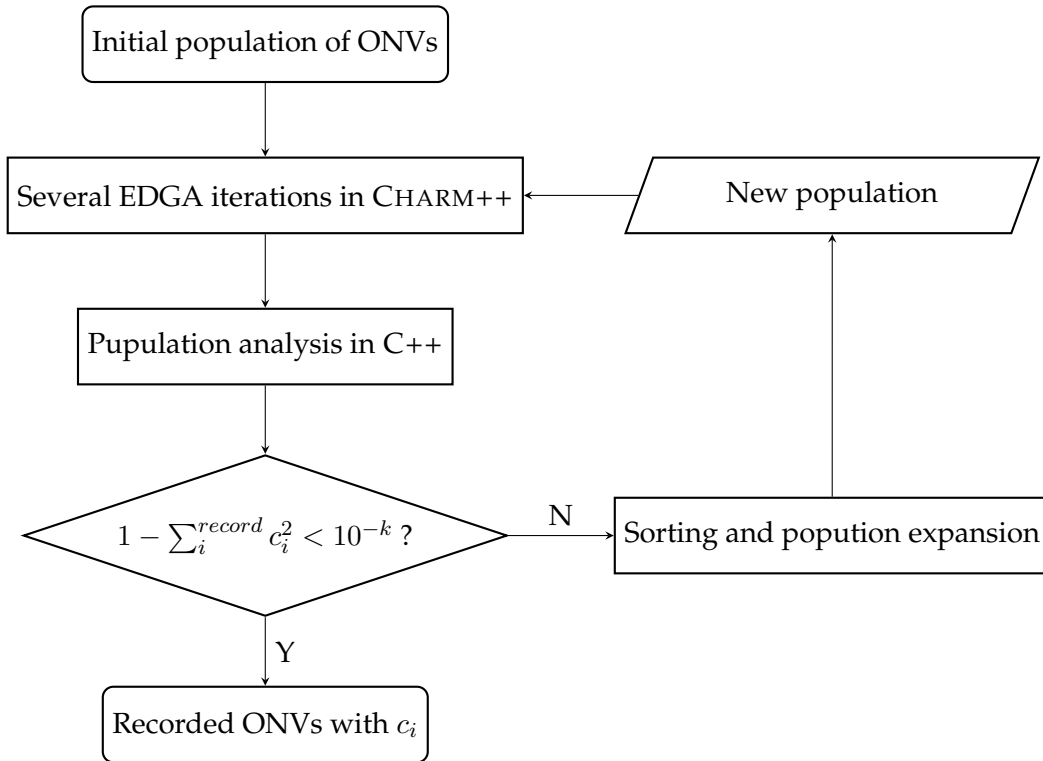 Initial population of ONVs
Several EDGA iterations in CHARM++
New population
Pupulation analysis in C++
1 − ∑_i^{record} c_i^2 < 10^{−k} ?
N
Sorting and popution expansion
Y
Recorded ONVs with c_i